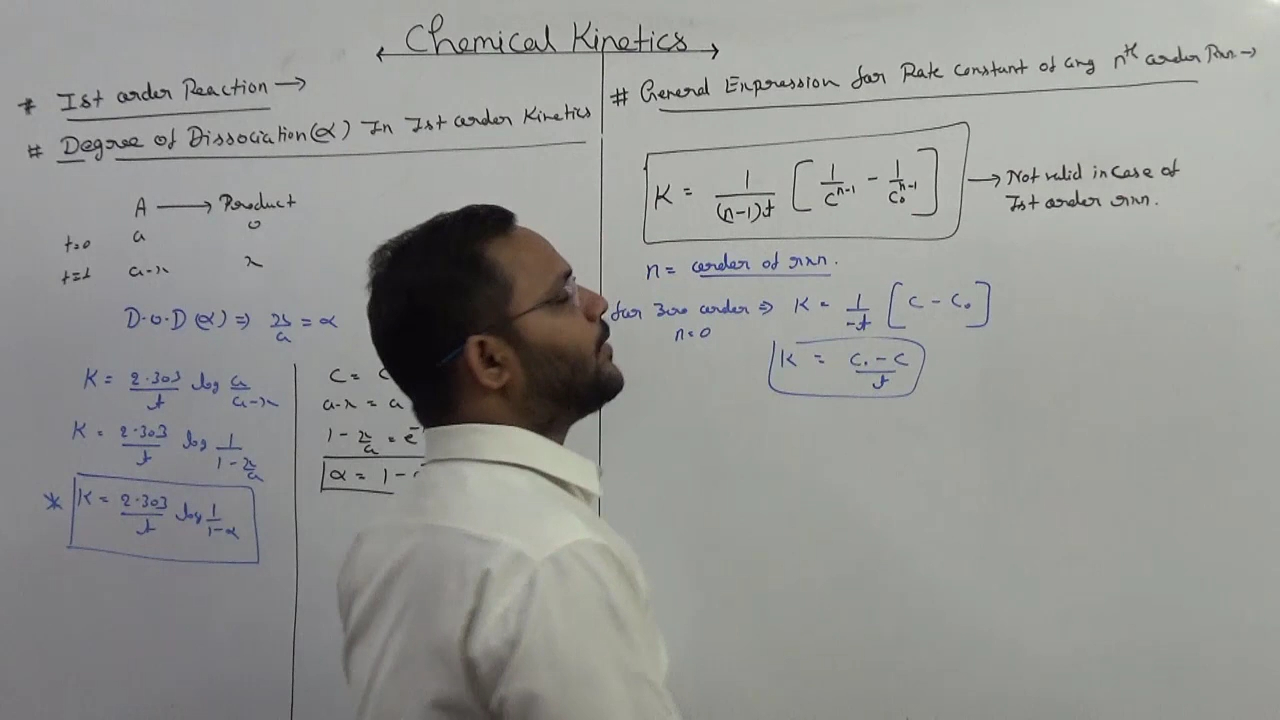 Chemical Kinetics
* Ist order Reaction →
# Degree of Dissociation(α) In Ist order Kinetics
A → Product
t=0 a 0
t=t a-x x
D.O.D (α) ⇒ x/a = α
K = 2.303/t log a/a-x
K = 2.303/t log 1/1-x/a
* K = 2.303/t log 1/1-α
C =
a-x = a
1 - x/a = e⁻
α = 1 -
# General Expression for Rate Constant of any nth order Rxn →
K = 1/(n-1)t [1/C^n-1 - 1/C₀^n-1] → Not valid in case of
Ist order rxn.
n = order of rxn.
for Zero order ⇒ K = 1/-t [C - C₀]
n=0
K = C₀ - C/t